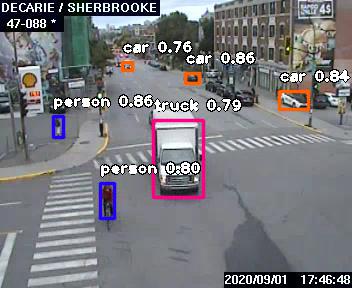 DECARIE / SHERBROOKE
47-088 *
car 0.76
car 0.86
car 0.84
person 0.86
truck 0.79
person 0.80
45
2020/09/01 17:46:48